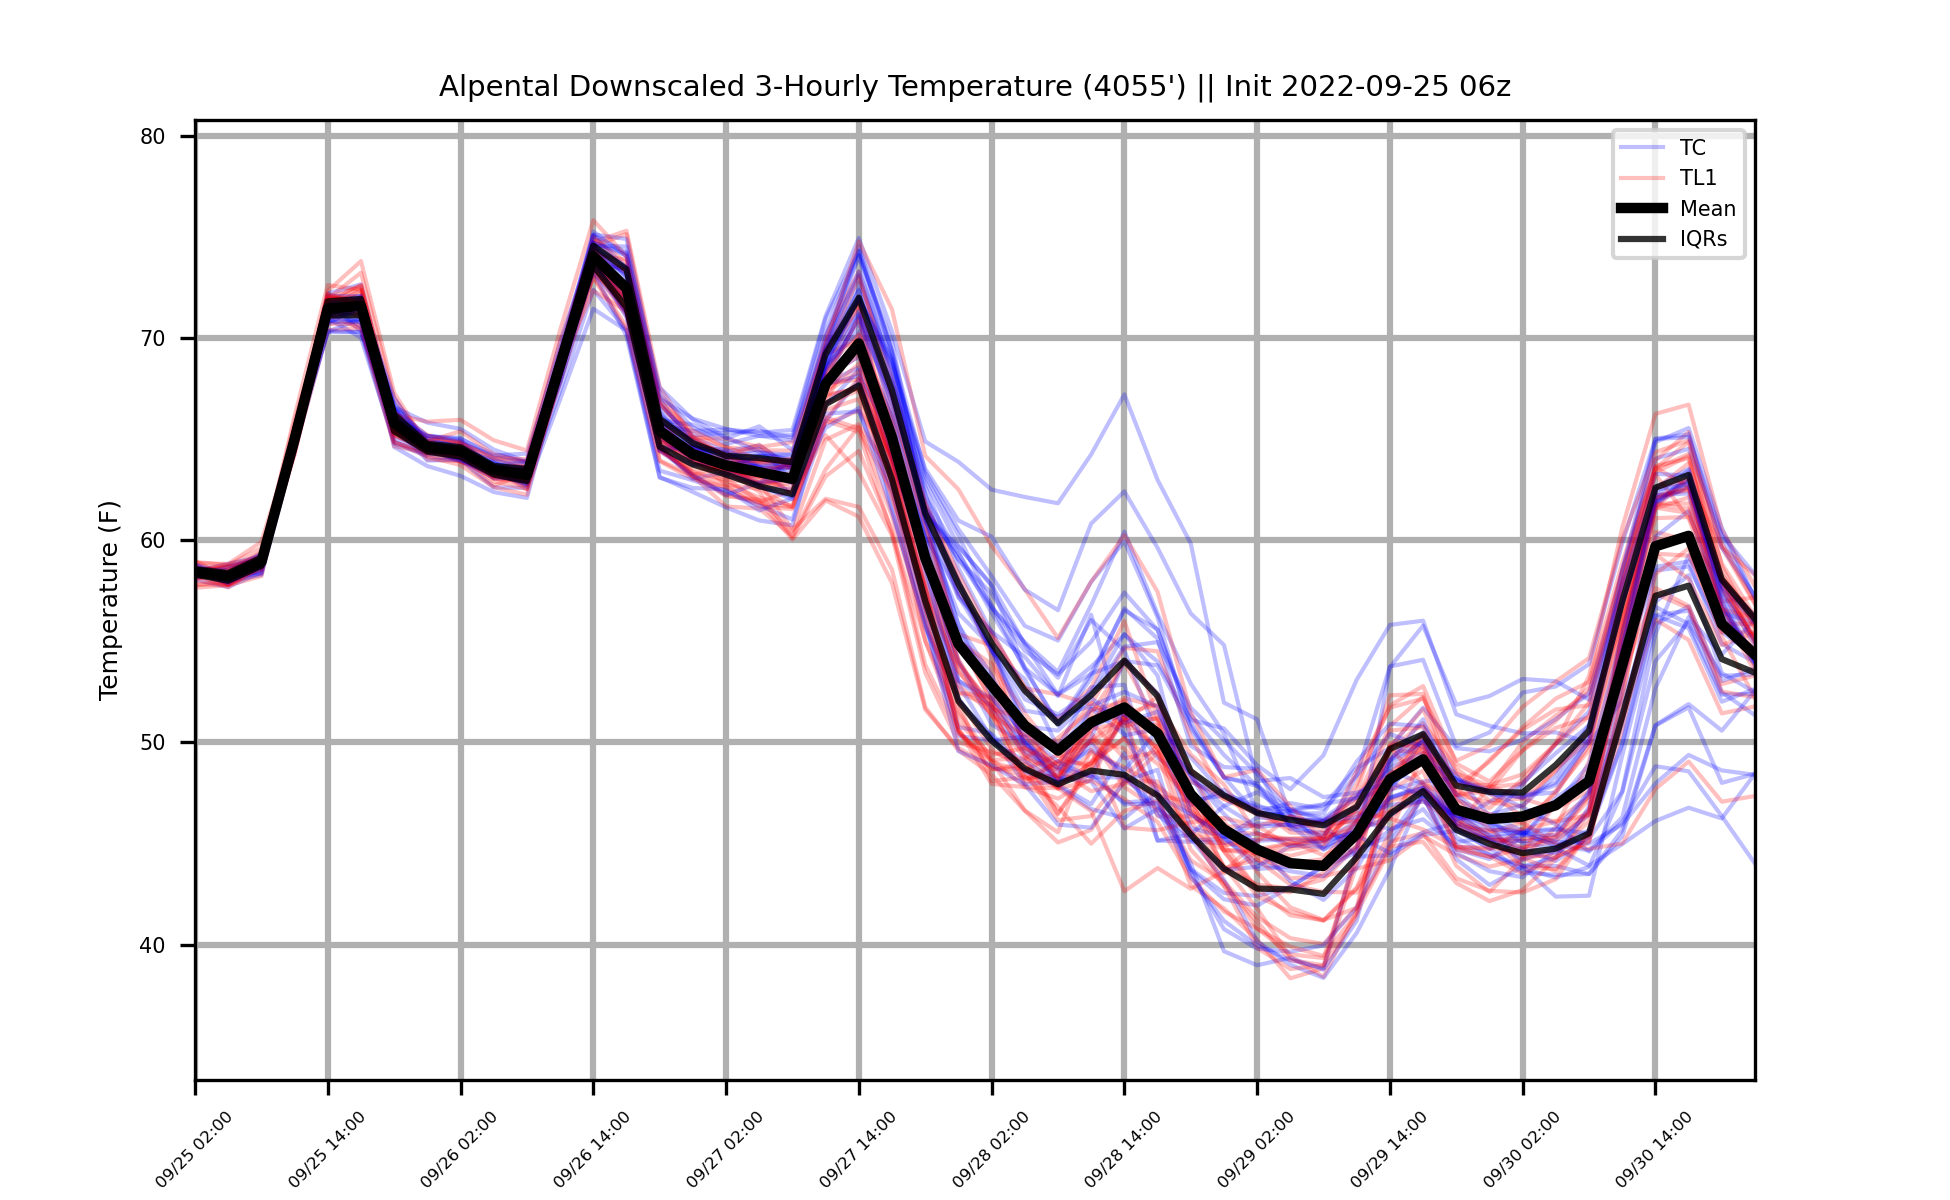 Alpental Downscaled 3-Hourly Temperature (4055') || Init 2022-09-25 06z
TC
TL1
Mean
IQRs
Temperature (F)
80
70
60
50
40
09/25 02:00
09/25 14:00
09/26 02:00
09/26 14:00
09/27 02:00
09/27 14:00
09/28 02:00
09/28 14:00
09/29 02:00
09/29 14:00
09/30 02:00
09/30 14:00